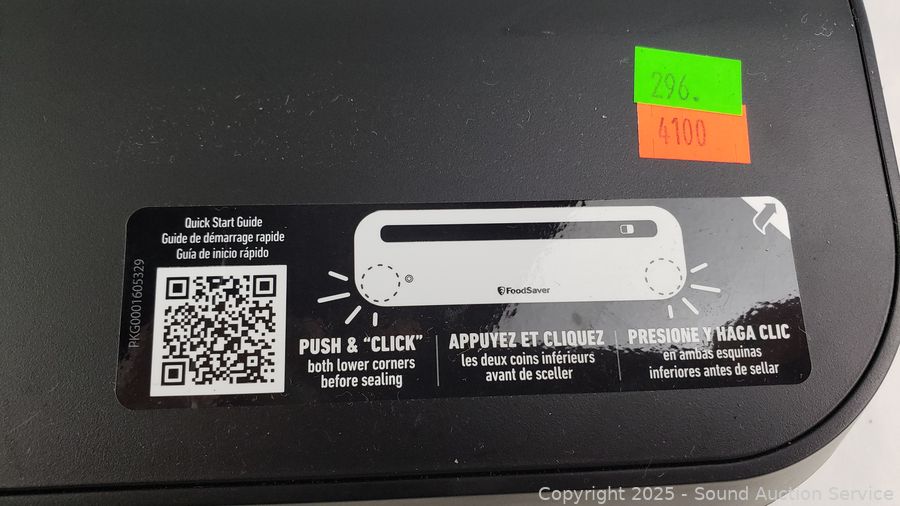 296.
4100
Quick Start Guide
Guide de démarrage rapide
Guía de inicio rápido
PKG0001605329
FoodSaver
PUSH & “CLICK”
both lower corners
before sealing
APPUYEZ ET CLIQUEZ
les deux coins inférieurs
avant de sceller
PRESIONE Y HAGA CLIC
en ambas esquinas
inferiores antes de sellar
Copyright 2025 - Sound Auction Service